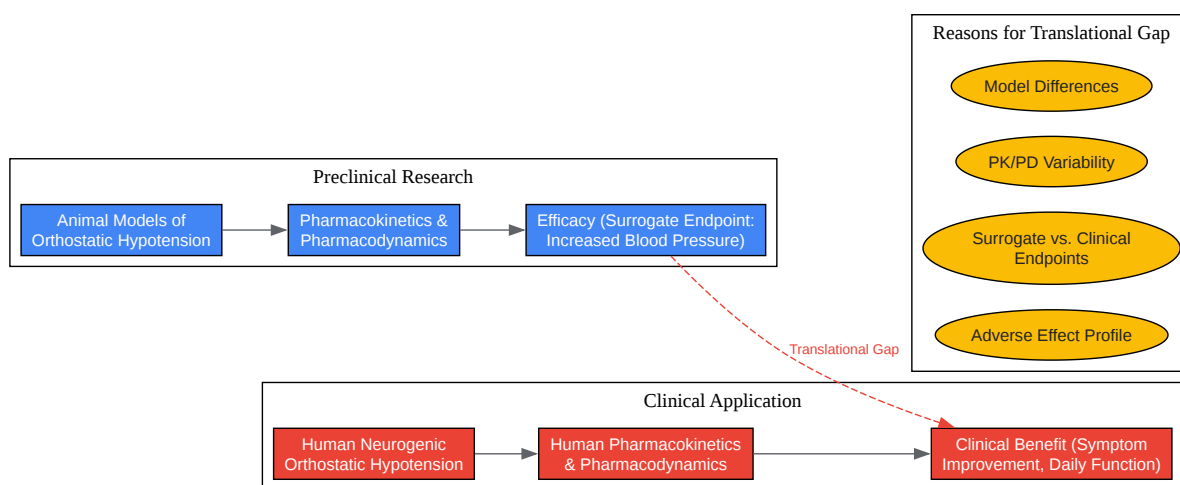 Reasons for Translational Gap
Model Differences
PK/PD Variability
Surrogate vs. Clinical
Endpoints
Adverse Effect Profile
Preclinical Research
Animal Models of
Orthostatic Hypotension
Pharmacokinetics &
Pharmacodynamics
Efficacy (Surrogate Endpoint:
Increased Blood Pressure)
Translational Gap
Clinical Application
Human Neurogenic
Orthostatic Hypotension
Human Pharmacokinetics
& Pharmacodynamics
Clinical Benefit (Symptom
Improvement, Daily Function)